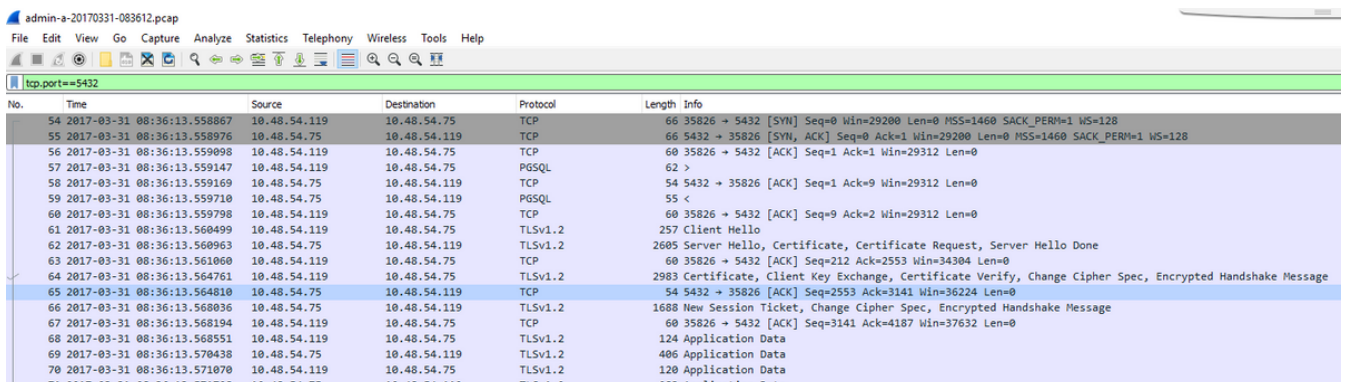 admin-a-20170331-083612.pcap
File Edit View Go Capture Analyze Statistics Telephony Wireless Tools Help
tcp.port==5432
No. Time Source Destination Protocol Length Info
54 2017-03-31 08:36:13.558867 10.48.54.119 10.48.54.75 TCP 66 35826 → 5432 [SYN] Seq=0 Win=29200 Len=0 MSS=1460 SACK_PERM=1 WS=128
55 2017-03-31 08:36:13.558976 10.48.54.75 10.48.54.119 TCP 66 5432 → 35826 [SYN, ACK] Seq=0 Ack=1 Win=29200 Len=0 MSS=1460 SACK_PERM=1 WS=128
56 2017-03-31 08:36:13.559098 10.48.54.119 10.48.54.75 TCP 60 35826 → 5432 [ACK] Seq=1 Ack=1 Win=29312 Len=0
57 2017-03-31 08:36:13.559147 10.48.54.119 10.48.54.75 PGSQL 62 >
58 2017-03-31 08:36:13.559169 10.48.54.75 10.48.54.119 TCP 54 5432 → 35826 [ACK] Seq=1 Ack=9 Win=29312 Len=0
59 2017-03-31 08:36:13.559710 10.48.54.75 10.48.54.119 PGSQL 55 <
60 2017-03-31 08:36:13.559798 10.48.54.119 10.48.54.75 TCP 60 35826 → 5432 [ACK] Seq=9 Ack=2 Win=29312 Len=0
61 2017-03-31 08:36:13.560499 10.48.54.119 10.48.54.75 TLSv1.2 257 Client Hello
62 2017-03-31 08:36:13.560963 10.48.54.75 10.48.54.119 TLSv1.2 2605 Server Hello, Certificate, Certificate Request, Server Hello Done
63 2017-03-31 08:36:13.561060 10.48.54.119 10.48.54.75 TCP 60 35826 → 5432 [ACK] Seq=212 Ack=2553 Win=34304 Len=0
64 2017-03-31 08:36:13.564761 10.48.54.119 10.48.54.75 TLSv1.2 2983 Certificate, Client Key Exchange, Certificate Verify, Change Cipher Spec, Encrypted Handshake Message
65 2017-03-31 08:36:13.564810 10.48.54.75 10.48.54.119 TCP 54 5432 → 35826 [ACK] Seq=2553 Ack=3141 Win=36224 Len=0
66 2017-03-31 08:36:13.568036 10.48.54.75 10.48.54.119 TLSv1.2 1688 New Session Ticket, Change Cipher Spec, Encrypted Handshake Message
67 2017-03-31 08:36:13.568194 10.48.54.119 10.48.54.75 TCP 60 35826 → 5432 [ACK] Seq=3141 Ack=4187 Win=37632 Len=0
68 2017-03-31 08:36:13.568551 10.48.54.119 10.48.54.75 TLSv1.2 124 Application Data
69 2017-03-31 08:36:13.570438 10.48.54.75 10.48.54.119 TLSv1.2 406 Application Data
70 2017-03-31 08:36:13.571070 10.48.54.119 10.48.54.75 TLSv1.2 120 Application Data